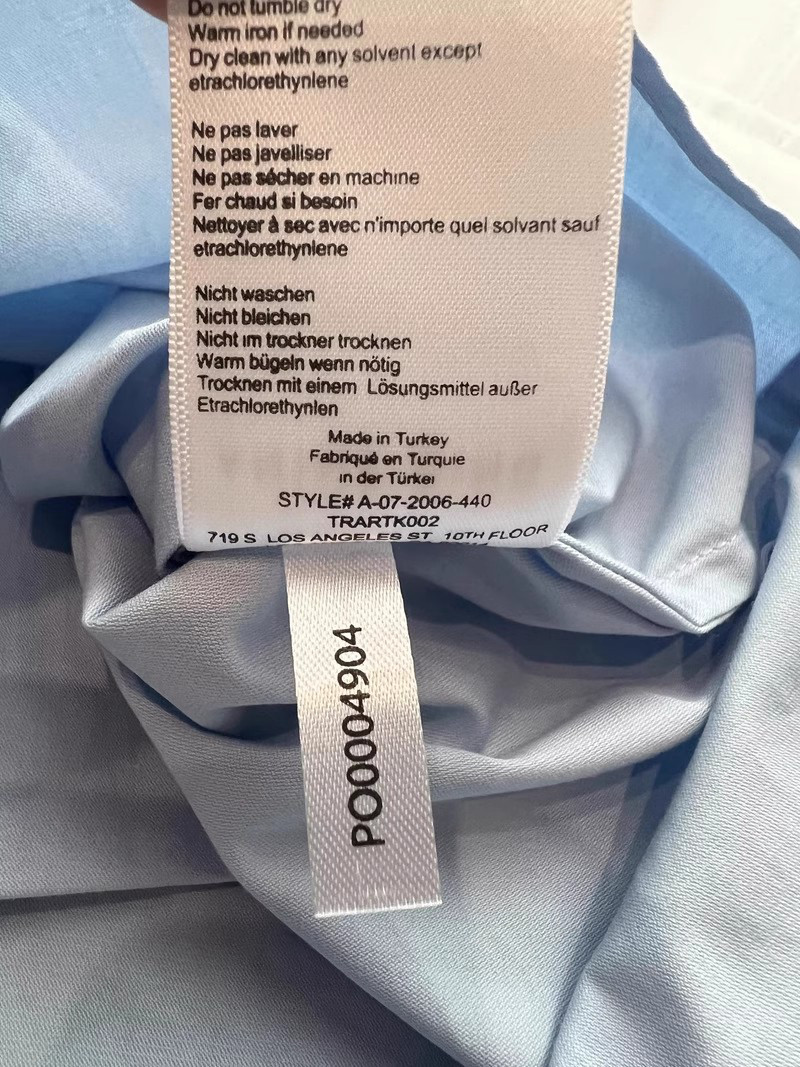 Do not tumble dry
Warm iron if needed
Dry clean with any solvent except
etrachlorethynlene
Ne pas laver
Ne pas javelliser
Ne pas sécher en machine
Fer chaud si besoin
Nettoyer à sec avec n'importe quel solvant sauf
etrachlorethynlene
Nicht waschen
Nicht bleichen
Nicht im trockner trocknen
Warm bügeln wenn nötig
Trocknen mit einem Lösungsmittel außer
Etrachlorethynlen
Made in Turkey
Fabriqué en Turquie
in der Türkei
STYLE# A-07-2006-440
TRARTK002
719 S LOS ANGELES ST 10TH FLOOR
PO0004904